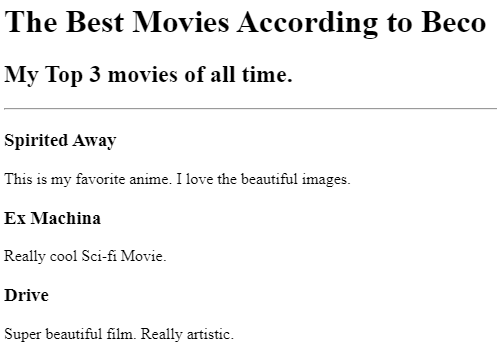 The Best Movies According to Beco
My Top 3 movies of all time.
Spirited Away
This is my favorite anime. I love the beautiful images.
Ex Machina
Really cool Sci-fi Movie.
Drive
Super beautiful film. Really artistic.